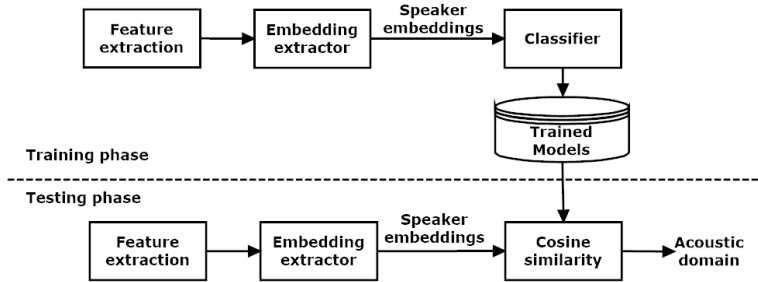 Feature
extraction
Embedding
extractor
Speaker
embeddings
Classifier
Trained
Models
Training phase
Testing phase
Feature
extraction
Embedding
extractor
Speaker
embeddings
Cosine
similarity
Acoustic
domain